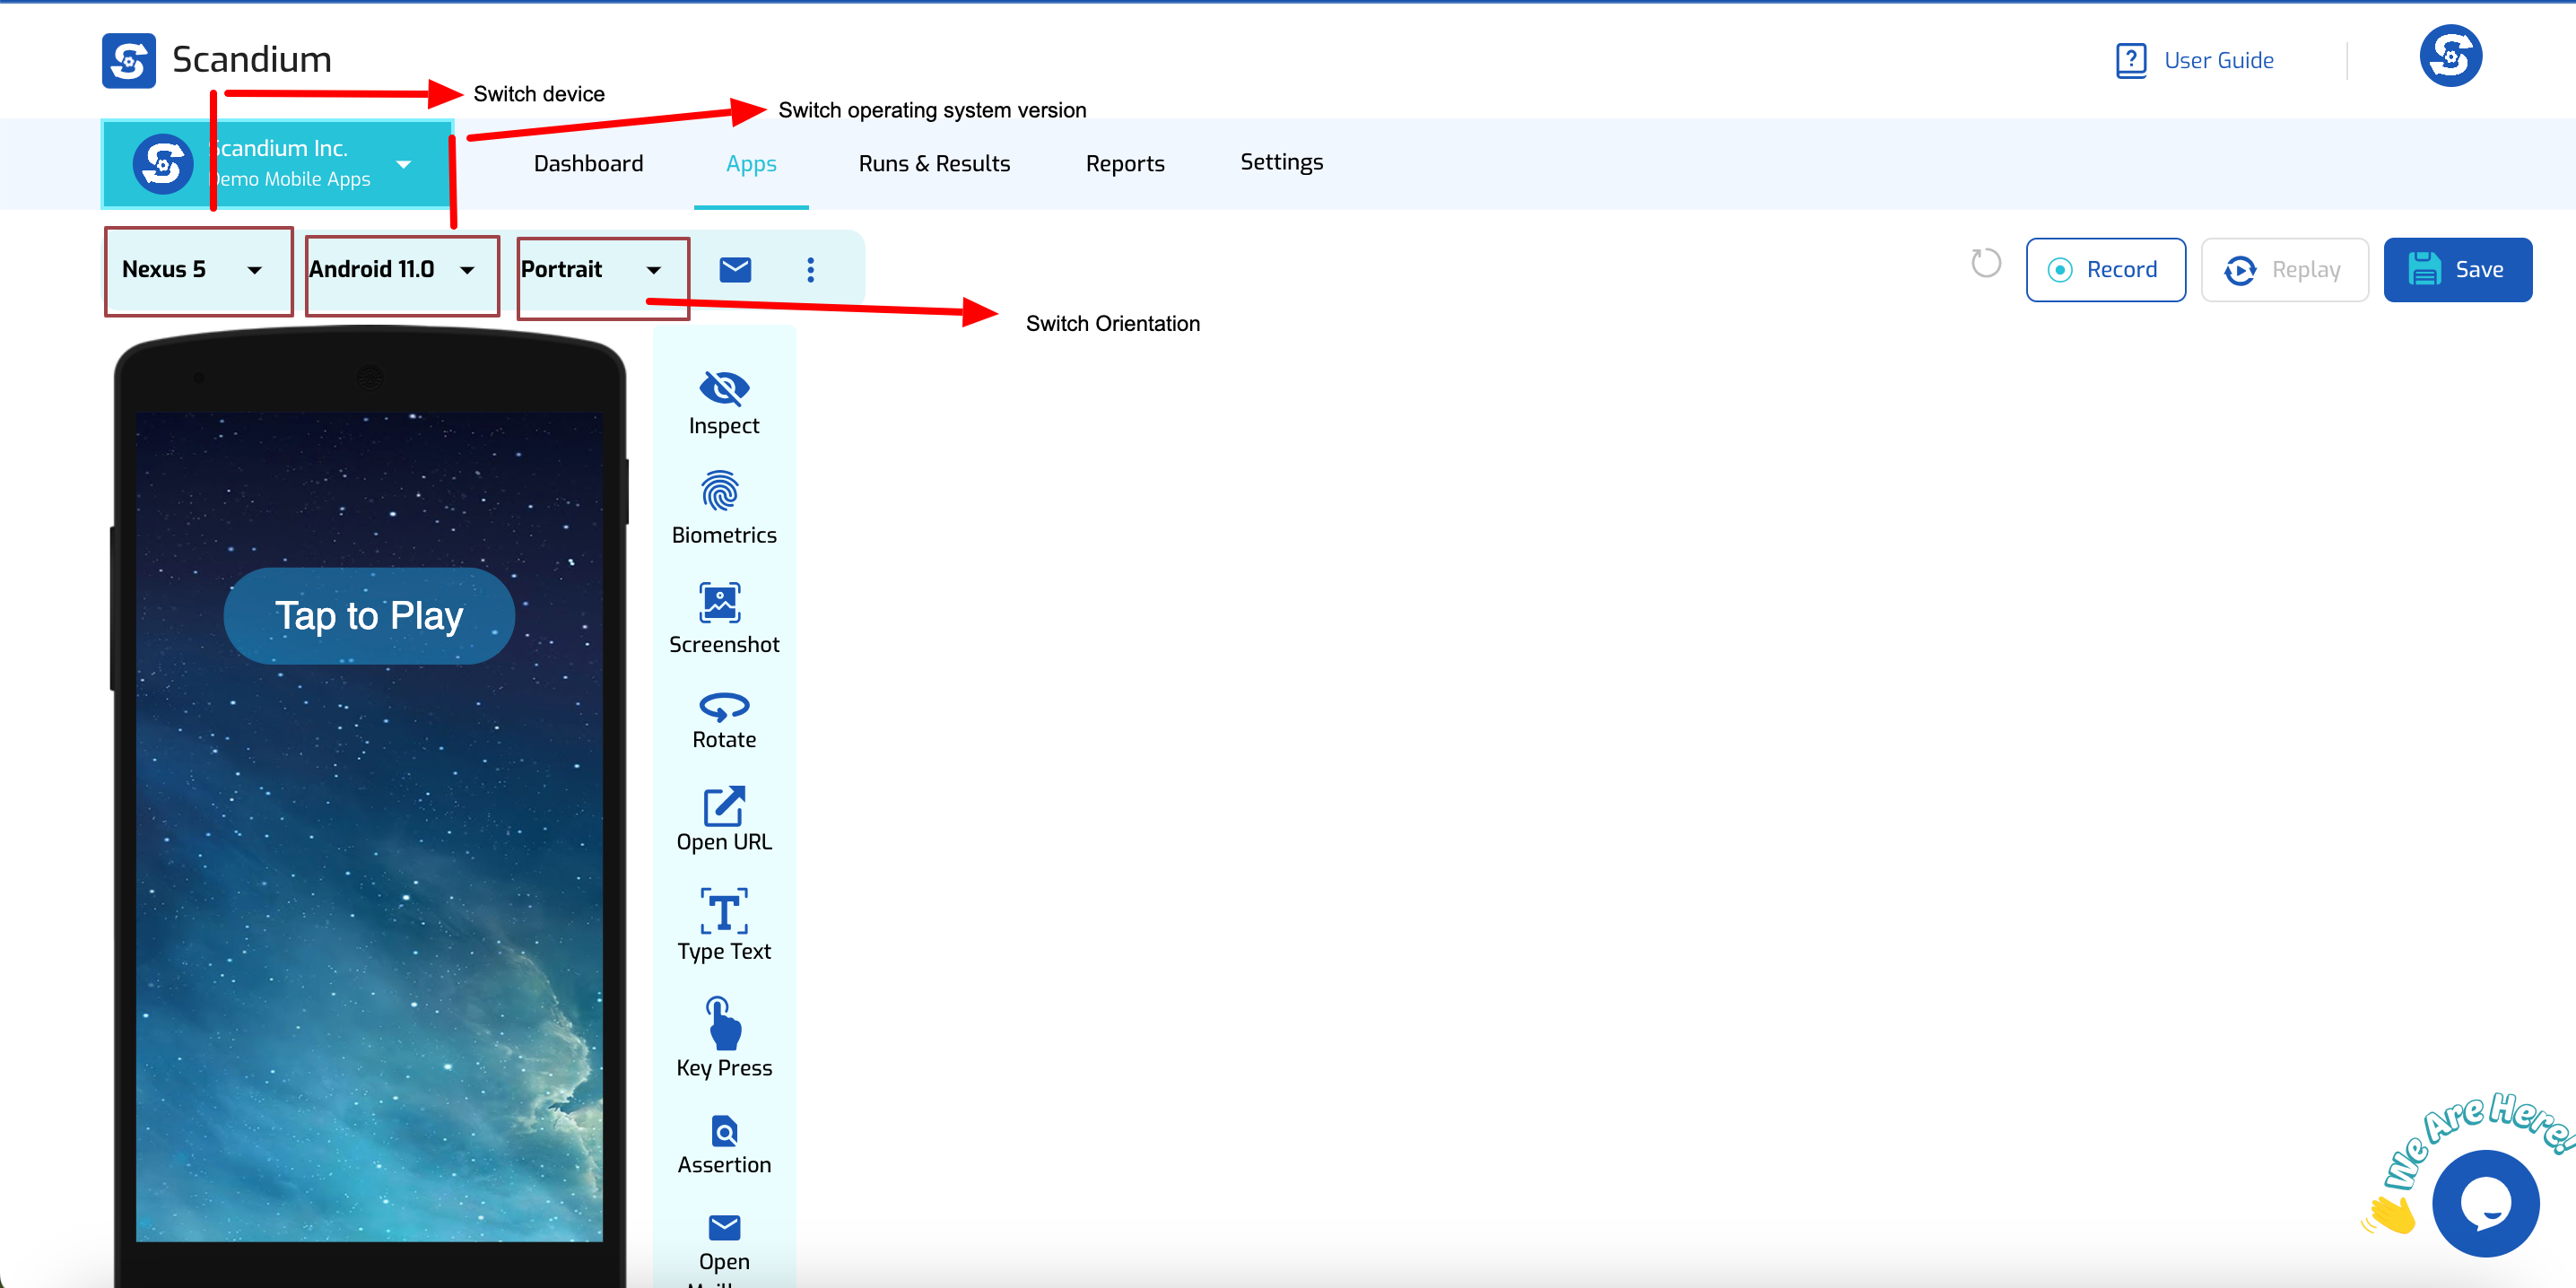 Scandium
User Guide
Switch device
Switch operating system version
Scandium Inc.
Demo Mobile Apps
Dashboard
Apps
Runs & Results
Reports
Settings
Nexus 5
Android 11.0
Portrait
Record
Replay
Save
Switch Orientation
Inspect
Tap to Play
Biometrics
Screenshot
Rotate
Open URL
Type Text
Key Press
Assertion
Open
We Are Here!